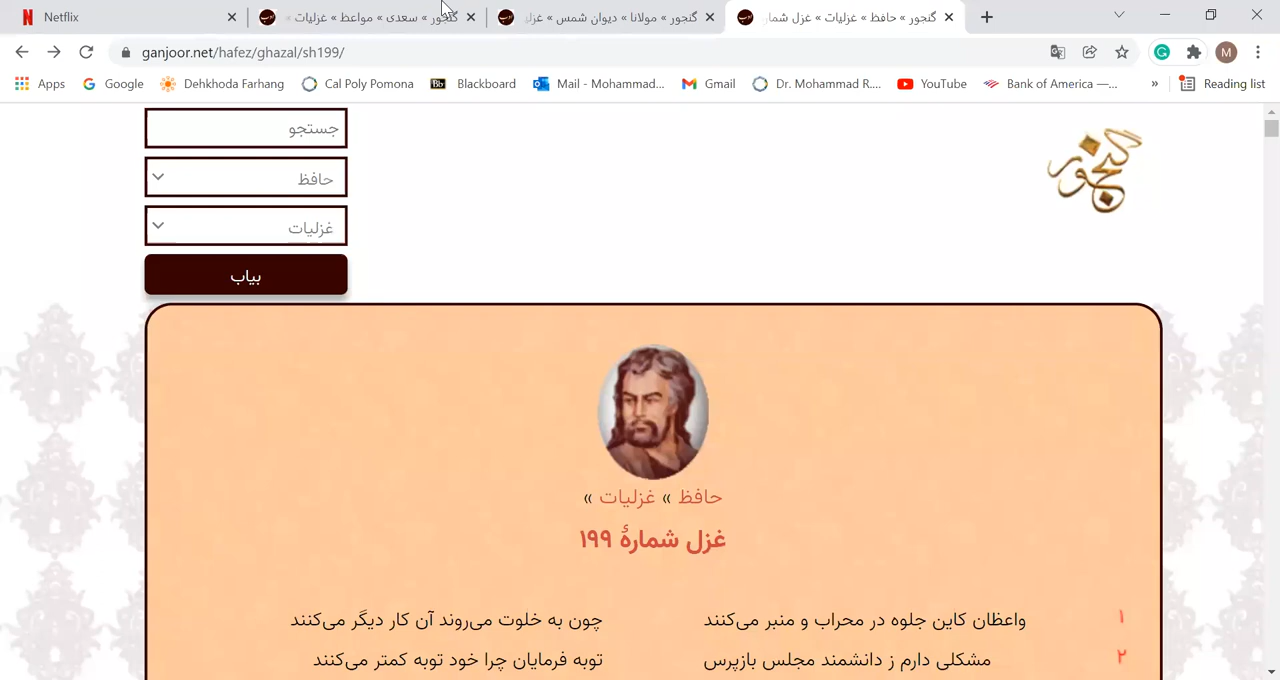 Netflix
گنجور » سعدی » مواعظ » غزلیات »
گنجور » مولانا » دیوان شمس » غزل
گنجور » حافظ » غزلیات » غزل شمار
ganjoor.net/hafez/ghazal/sh199/
M
Apps Google Dehkhoda Farhang Cal Poly Pomona Bb Blackboard Mail - Mohammad... Gmail Dr. Mohammad R.... YouTube Bank of America —... » Reading list
جستجو
گنجور
حافظ
غزلیات
بیاب
حافظ » غزلیات »
غزل شمارهٔ ۱۹۹
۱ واعظان کاین جلوه در محراب و منبر می‌کنند چون به خلوت می‌روند آن کار دیگر می‌کنند
۲ مشکلی دارم ز دانشمند مجلس بازپرس توبه فرمایان چرا خود توبه کمتر می‌کنند